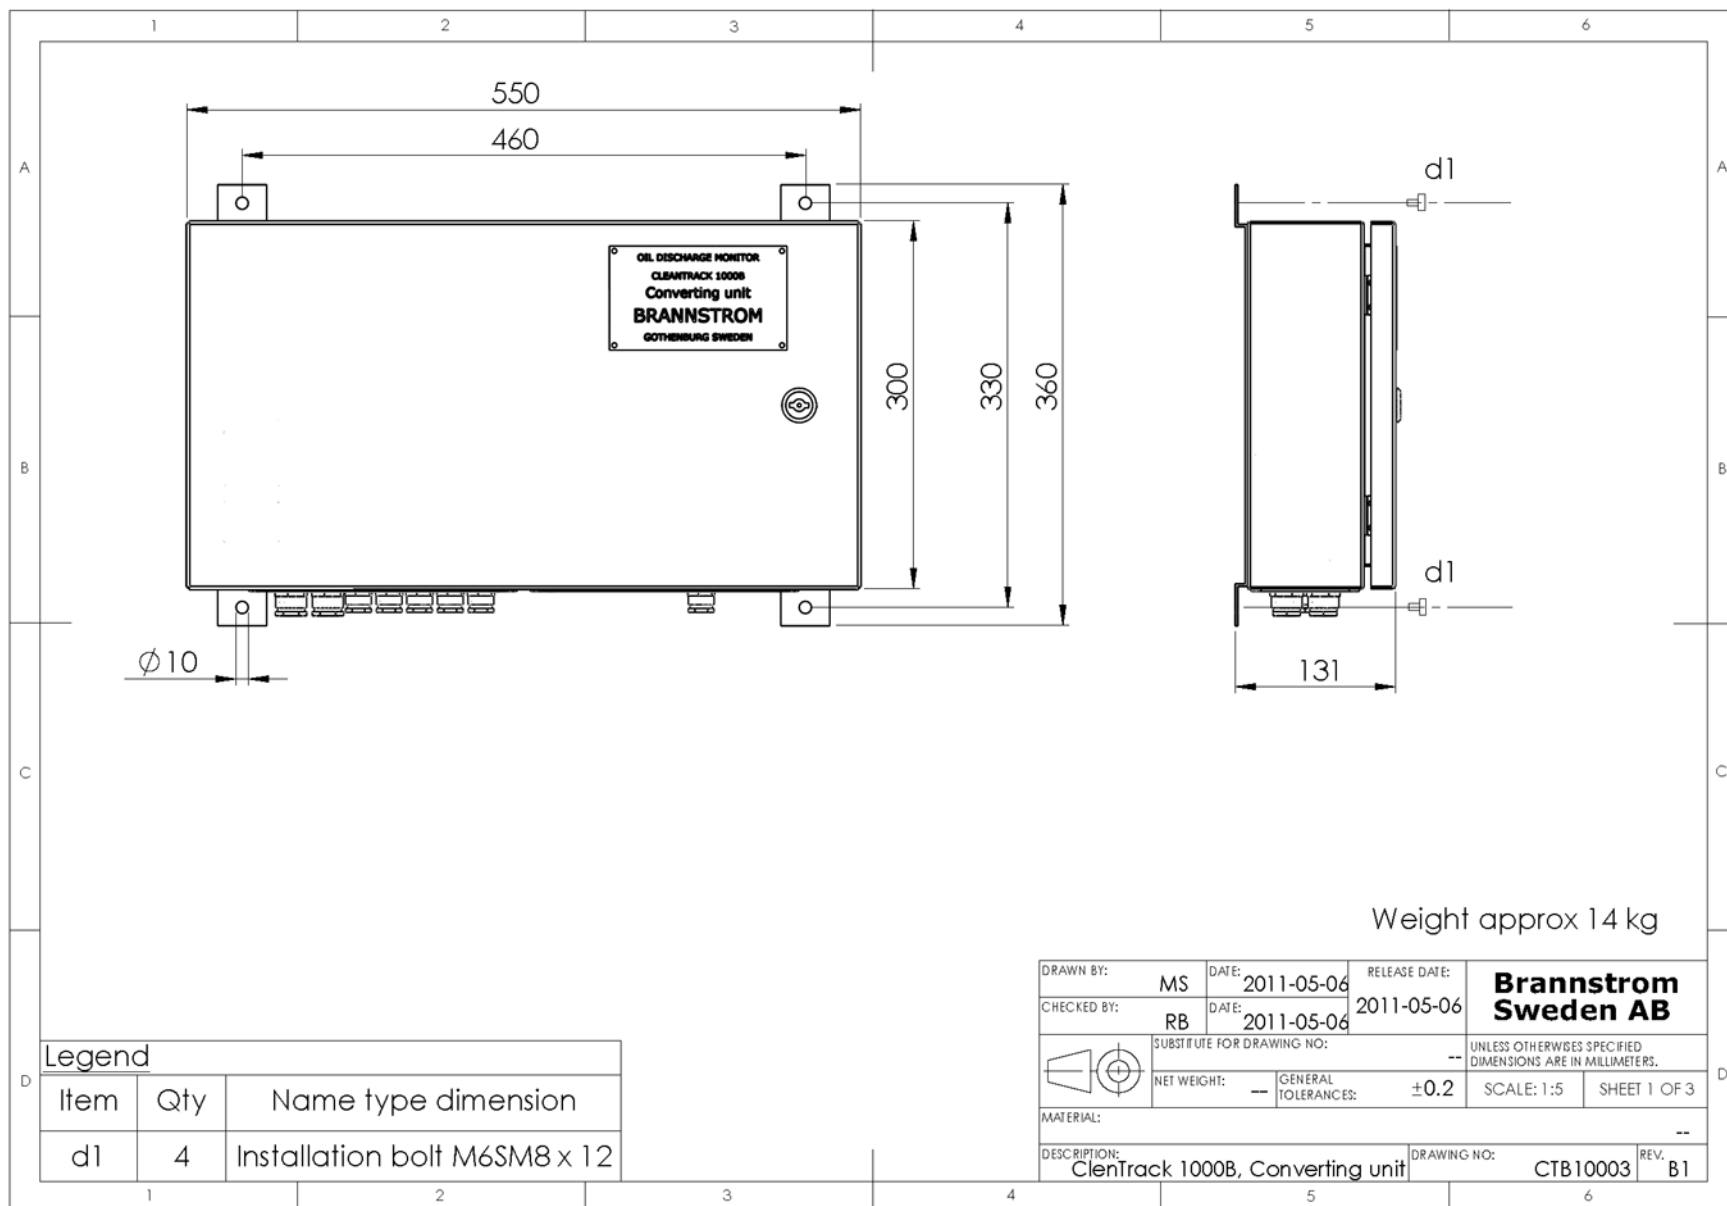 1 2 3 4 5 6
A A
B B
C C
D D
550
460
300
330
360
Ø10
OIL DISCHARGE MONITOR
CLEANTRACK 1000B
Converting unit
BRANNSTROM
GOTHENBURG SWEDEN
d1
d1
131
Weight approx 14 kg
Legend
Item Qty Name type dimension
d1 4 Installation bolt M6SM8 x 12
DRAWN BY: MS DATE: 2011-05-06
CHECKED BY: RB DATE: 2011-05-06
RELEASE DATE:
2011-05-06
Brannstrom
Sweden AB
SUBSTITUTE FOR DRAWING NO: --
UNLESS OTHERWISES SPECIFIED
DIMENSIONS ARE IN MILLIMETERS.
NET WEIGHT: --
GENERAL
TOLERANCES: ±0.2
SCALE: 1:5
SHEET 1 OF 3
MATERIAL: --
DESCRIPTION:
ClenTrack 1000B, Converting unit
DRAWING NO: CTB10003
REV. B1
1 2 3 4 5 6